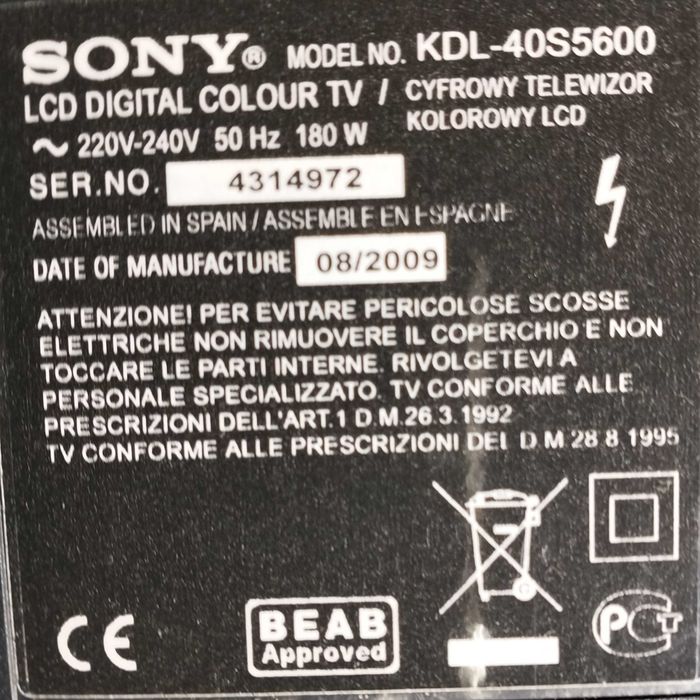 SONY® MODEL NO. KDL-40S5600
LCD DIGITAL COLOUR TV / CYFROWY TELEWIZOR
KOLOROWY LCD
~ 220V-240V 50 Hz 180 W
SER.NO. 4314972
ASSEMBLED IN SPAIN / ASSEMBLE EN ESPAGNE
DATE OF MANUFACTURE 08/2009
ATTENZIONEI PER EVITARE PERICOLOSE SCOSSE
ELETTRICHE NON RIMUOVERE IL COPERCHIO E NON
TOCCARE LE PARTI INTERNE. RIVOLGETEVI A
PERSONALE SPECIALIZZATO. TV CONFORME ALLE
PRESCRIZIONI DELL'ART.1 D.M.26.3.1992
TV CONFORME ALLE PRESCRIZIONI DEL D M 28 8 1995
CE
BEAB
Approved
PCT